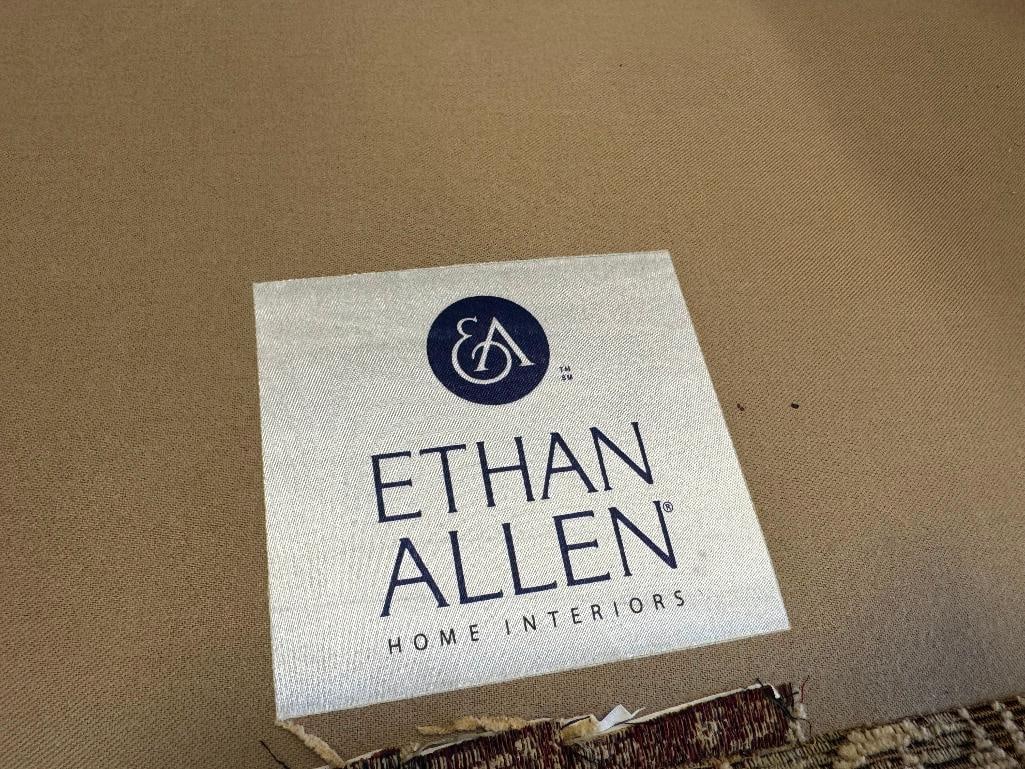 EA
TM
SM
ETHAN
ALLEN®
HOME INTERIORS